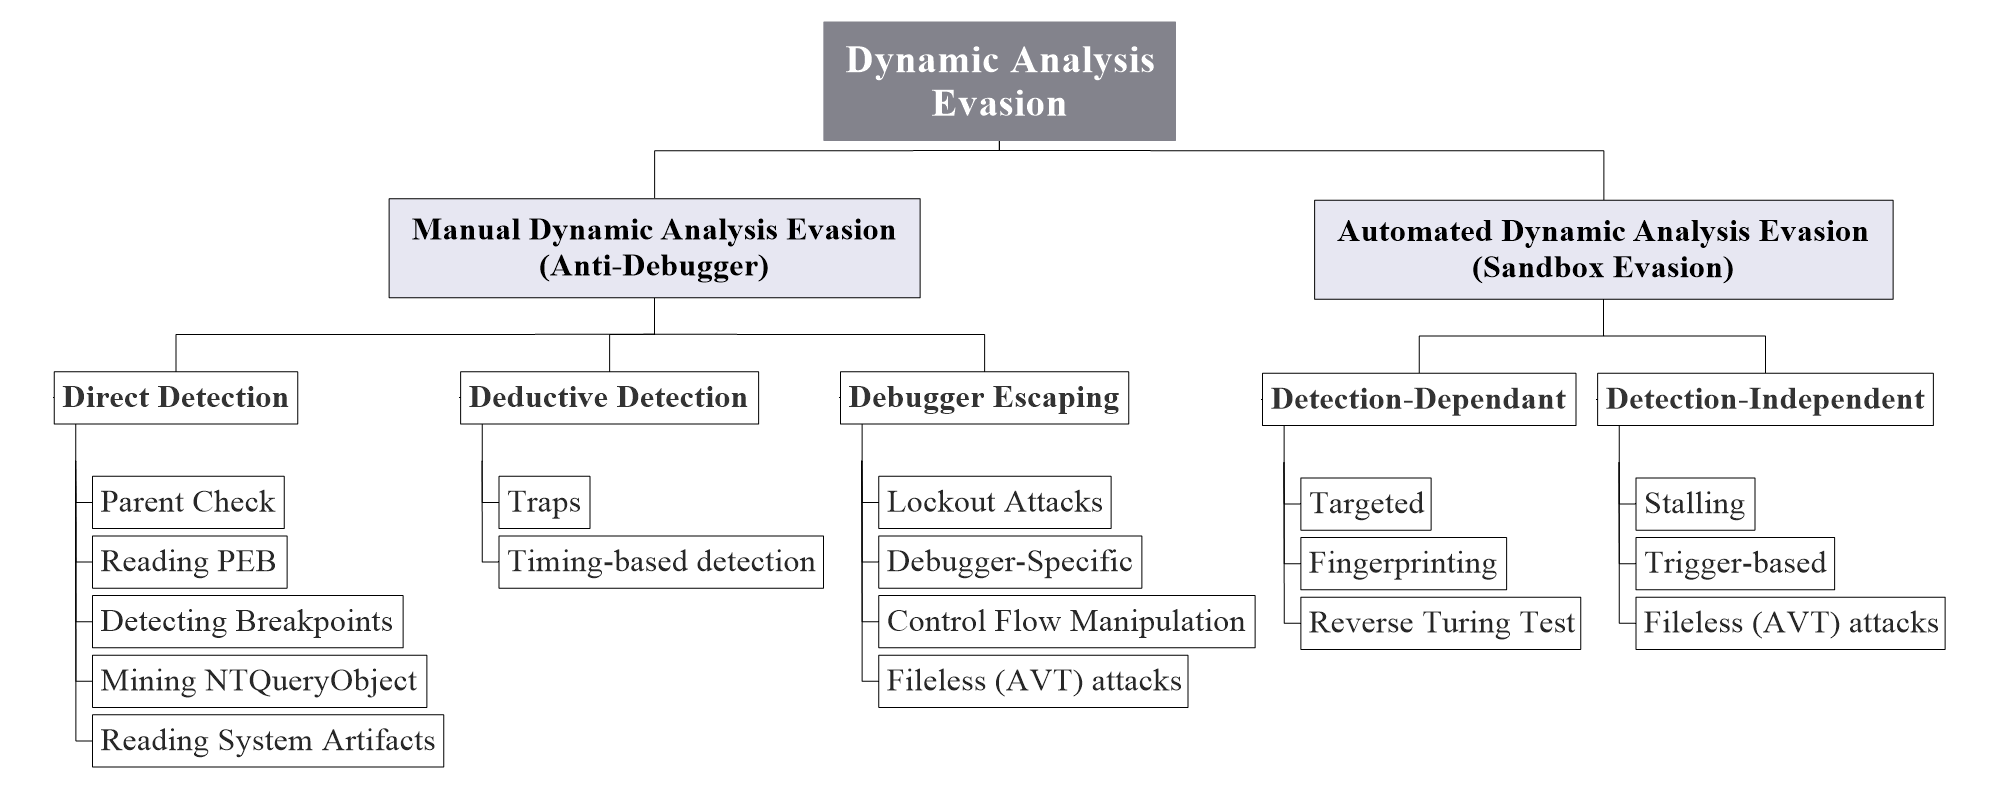 Dynamic Analysis
Evasion
Manual Dynamic Analysis Evasion
(Anti-Debugger)
Automated Dynamic Analysis Evasion
(Sandbox Evasion)
Direct Detection
Parent Check
Reading PEB
Detecting Breakpoints
Mining NTQueryObject
Reading System Artifacts
Deductive Detection
Traps
Timing-based detection
Debugger Escaping
Lockout Attacks
Debugger-Specific
Control Flow Manipulation
Fileless (AVT) attacks
Detection-Dependant
Targeted
Fingerprinting
Reverse Turing Test
Detection-Independent
Stalling
Trigger-based
Fileless (AVT) attacks